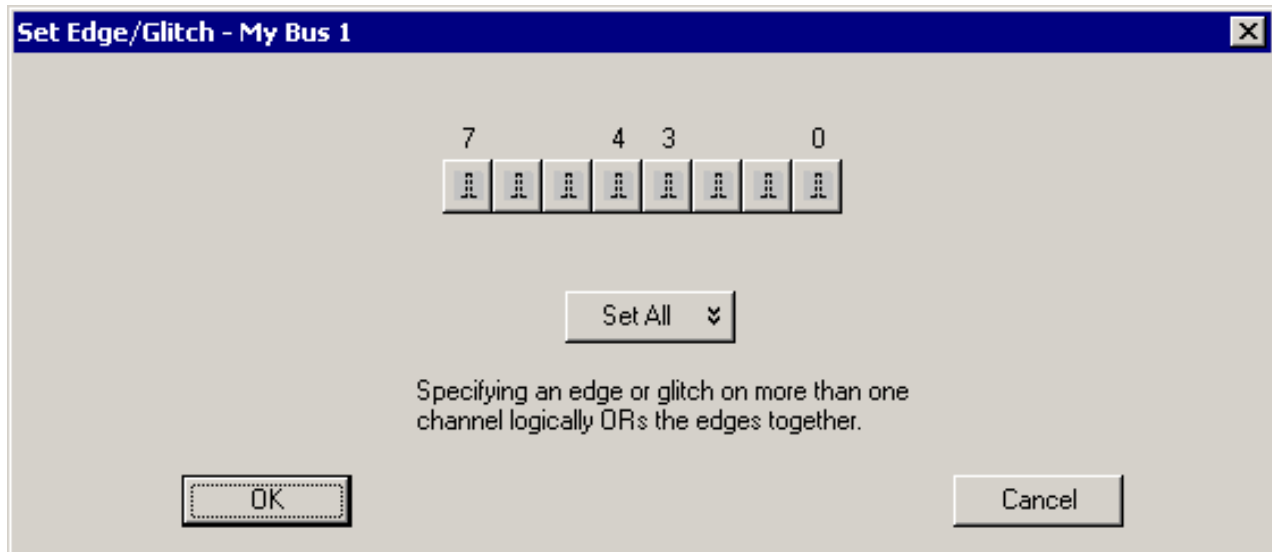 Set Edge/Glitch - My Bus 1
7 4 3 0
Set All
Specifying an edge or glitch on more than one
channel logically ORs the edges together.
OK Cancel